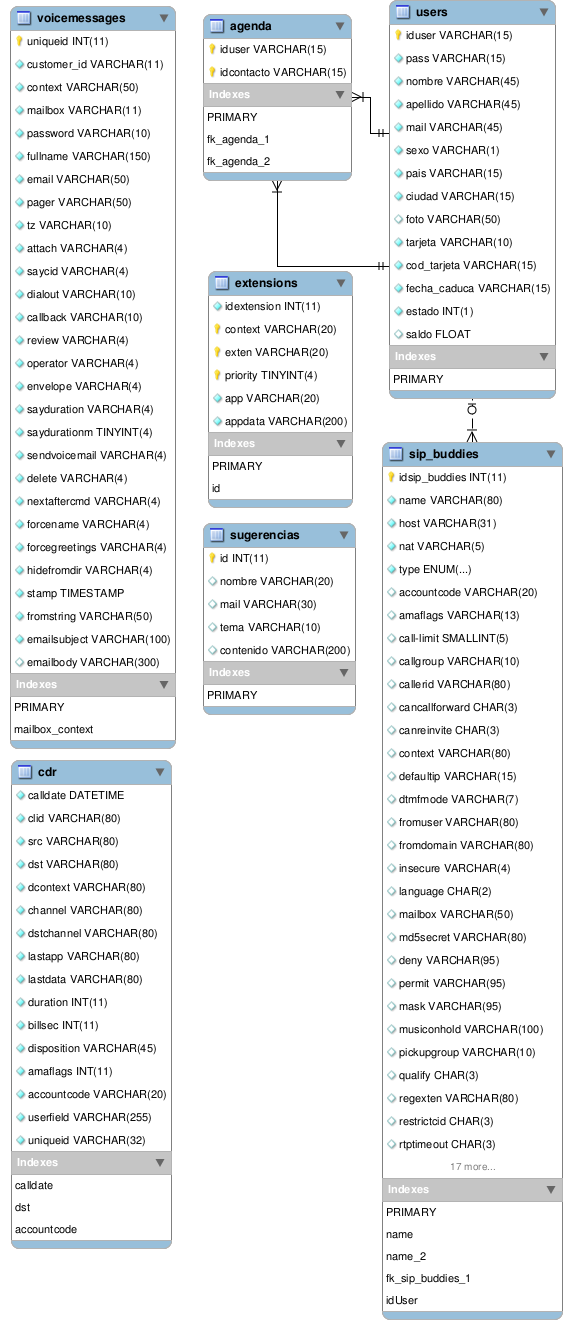 voicemessages
uniqueid INT(11)
customer_id VARCHAR(11)
context VARCHAR(50)
mailbox VARCHAR(11)
password VARCHAR(10)
fullname VARCHAR(150)
email VARCHAR(50)
pager VARCHAR(50)
tz VARCHAR(10)
attach VARCHAR(4)
saycid VARCHAR(4)
dialout VARCHAR(10)
callback VARCHAR(10)
review VARCHAR(4)
operator VARCHAR(4)
envelope VARCHAR(4)
sayduration VARCHAR(4)
saydurationm TINYINT(4)
sendvoicemail VARCHAR(4)
delete VARCHAR(4)
nextaftercmd VARCHAR(4)
forcename VARCHAR(4)
forcegreetings VARCHAR(4)
hidefromdir VARCHAR(4)
stamp TIMESTAMP
fromstring VARCHAR(50)
emailsubject VARCHAR(100)
emailbody VARCHAR(300)
Indexes
PRIMARY
mailbox_context
cdr
calldate DATETIME
clid VARCHAR(80)
src VARCHAR(80)
dst VARCHAR(80)
dcontext VARCHAR(80)
channel VARCHAR(80)
dstchannel VARCHAR(80)
lastapp VARCHAR(80)
lastdata VARCHAR(80)
duration INT(11)
billsec INT(11)
disposition VARCHAR(45)
amaflags INT(11)
accountcode VARCHAR(20)
userfield VARCHAR(255)
uniqueid VARCHAR(32)
Indexes
calldate
dst
accountcode
agenda
iduser VARCHAR(15)
idcontacto VARCHAR(15)
Indexes
PRIMARY
fk_agenda_1
fk_agenda_2
extensions
idextension INT(11)
context VARCHAR(20)
exten VARCHAR(20)
priority TINYINT(4)
app VARCHAR(20)
appdata VARCHAR(200)
Indexes
PRIMARY
id
sugerencias
id INT(11)
nombre VARCHAR(20)
mail VARCHAR(30)
tema VARCHAR(10)
contenido VARCHAR(200)
Indexes
PRIMARY
users
iduser VARCHAR(15)
pass VARCHAR(15)
nombre VARCHAR(45)
apellido VARCHAR(45)
mail VARCHAR(45)
sexo VARCHAR(1)
pais VARCHAR(15)
ciudad VARCHAR(15)
foto VARCHAR(50)
tarjeta VARCHAR(10)
cod_tarjeta VARCHAR(15)
fecha_caduca VARCHAR(15)
estado INT(1)
saldo FLOAT
Indexes
PRIMARY
sip_buddies
idsip_buddies INT(11)
name VARCHAR(80)
host VARCHAR(31)
nat VARCHAR(5)
type ENUM(...)
accountcode VARCHAR(20)
amaflags VARCHAR(13)
call-limit SMALLINT(5)
callgroup VARCHAR(10)
callerid VARCHAR(80)
cancallforward CHAR(3)
canreinvite CHAR(3)
context VARCHAR(80)
defaultip VARCHAR(15)
dtmfmode VARCHAR(7)
fromuser VARCHAR(80)
fromdomain VARCHAR(80)
insecure VARCHAR(4)
language CHAR(2)
mailbox VARCHAR(50)
md5secret VARCHAR(80)
deny VARCHAR(95)
permit VARCHAR(95)
mask VARCHAR(95)
musiconhold VARCHAR(100)
pickupgroup VARCHAR(10)
qualify CHAR(3)
regexten VARCHAR(80)
restrictcid CHAR(3)
rtptimeout CHAR(3)
17 more...
Indexes
PRIMARY
name
name_2
fk_sip_buddies_1
idUser